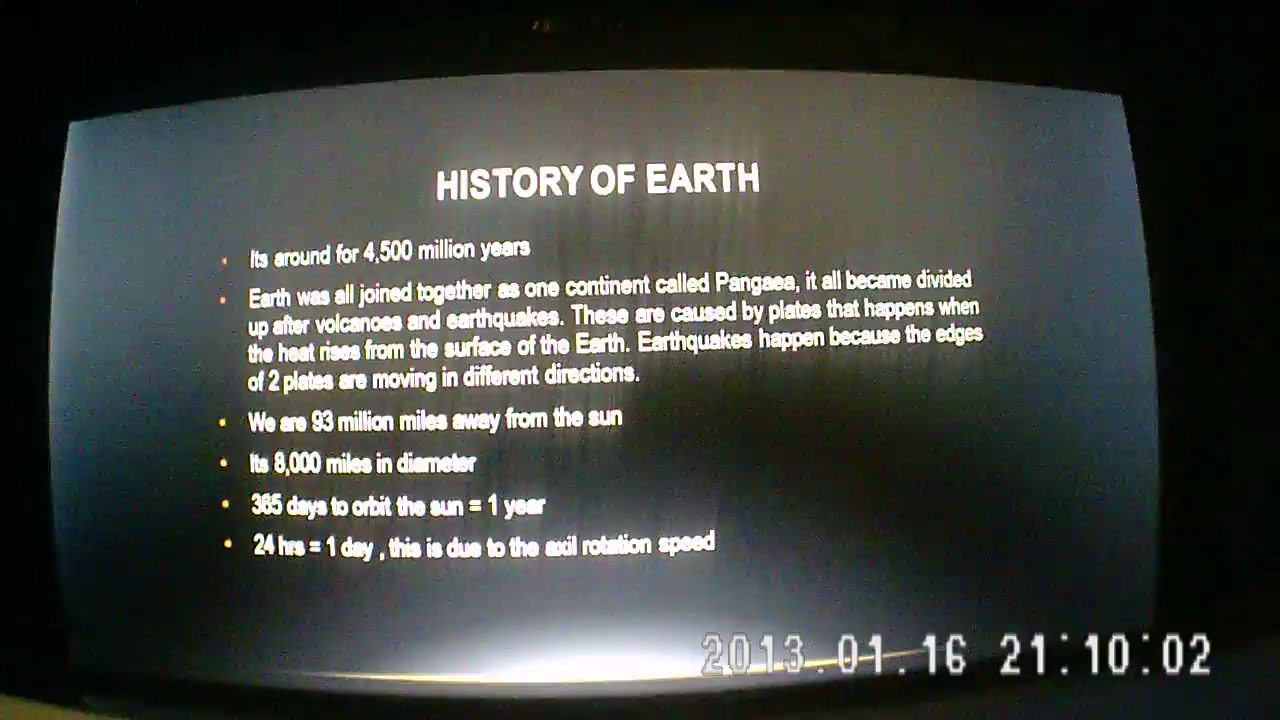 HISTORY OF EARTH
Its around for 4,500 million years
Earth was all joined together as one continent called Pangaea, it all became divided
up after volcanoes and earthquakes. These are caused by plates that happens when
the heat rises from the surface of the Earth. Earthquakes happen because the edges
of 2 plates are moving in different directions.
We are 93 million miles away from the sun
Its 8,000 miles in diameter
365 days to orbit the sun = 1 year
24 hrs = 1 day , this is due to the axil rotation speed
2013.01.16 21:10:02